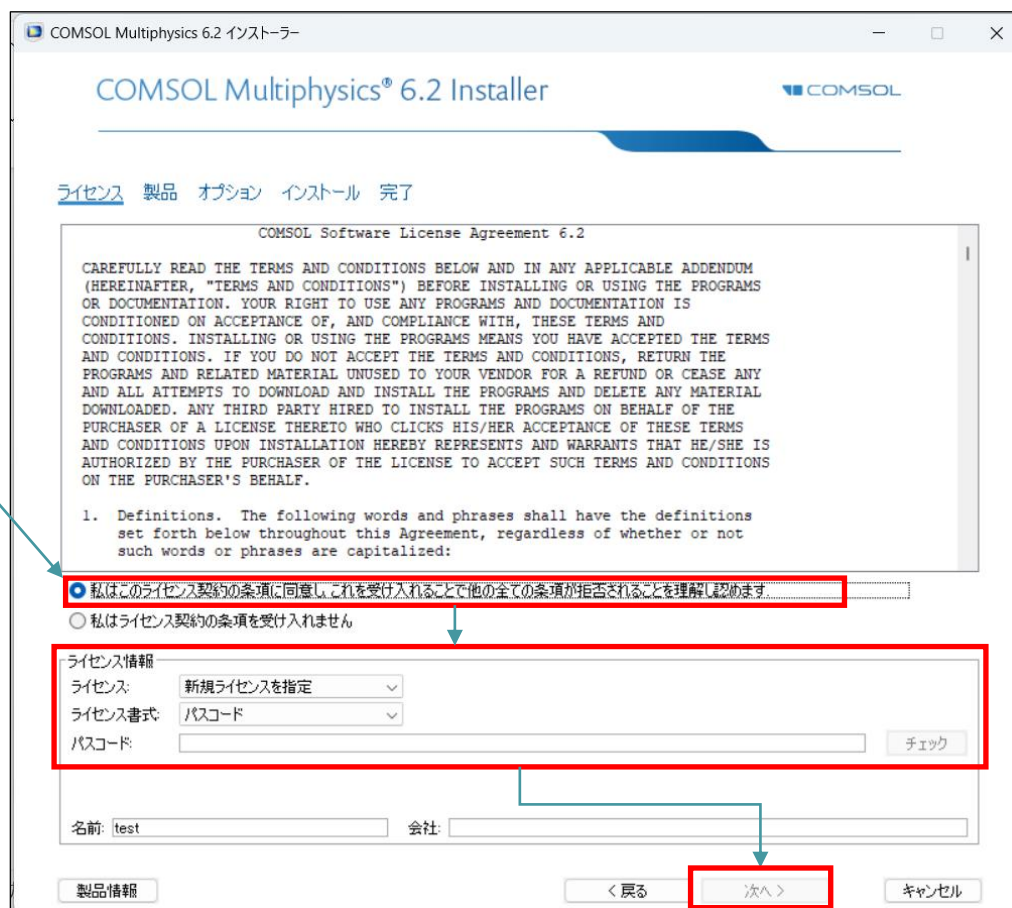 COMSOL Multiphysics 6.2 インストーラー
COMSOL Multiphysics® 6.2 Installer
COMSOL
ライセンス 製品 オプション インストール 完了
COMSOL Software License Agreement 6.2
CAREFULLY READ THE TERMS AND CONDITIONS BELOW AND IN ANY APPLICABLE ADDENDUM
(HEREINAFTER, "TERMS AND CONDITIONS") BEFORE INSTALLING OR USING THE PROGRAMS
OR DOCUMENTATION. YOUR RIGHT TO USE ANY PROGRAMS AND DOCUMENTATION IS
CONDITIONED ON ACCEPTANCE OF, AND COMPLIANCE WITH, THESE TERMS AND
CONDITIONS. INSTALLING OR USING THE PROGRAMS MEANS YOU HAVE ACCEPTED THE TERMS
AND CONDITIONS. IF YOU DO NOT ACCEPT THE TERMS AND CONDITIONS, RETURN THE
PROGRAMS AND RELATED MATERIAL UNUSED TO YOUR VENDOR FOR A REFUND OR CEASE ANY
AND ALL ATTEMPTS TO DOWNLOAD AND INSTALL THE PROGRAMS AND DELETE ANY MATERIAL
DOWNLOADED. ANY THIRD PARTY HIRED TO INSTALL THE PROGRAMS ON BEHALF OF THE
PURCHASER OF A LICENSE THERETO WHO CLICKS HIS/HER ACCEPTANCE OF THESE TERMS
AND CONDITIONS UPON INSTALLATION HEREBY REPRESENTS AND WARRANTS THAT HE/SHE IS
AUTHORIZED BY THE PURCHASER OF THE LICENSE TO ACCEPT SUCH TERMS AND CONDITIONS
ON THE PURCHASER'S BEHALF.
1. Definitions. The following words and phrases shall have the definitions
set forth below throughout this Agreement, regardless of whether or not
such words or phrases are capitalized:
私はこのライセンス契約の条項に同意し, これを受け入れることで他の全ての条項が拒否されることを理解し認めます.
私はライセンス契約の条項を受け入れません
ライセンス情報
ライセンス: 新規ライセンスを指定
ライセンス書式: パスコード
パスコード: チェック
名前: test 会社:
製品情報 < 戻る 次へ > キャンセル